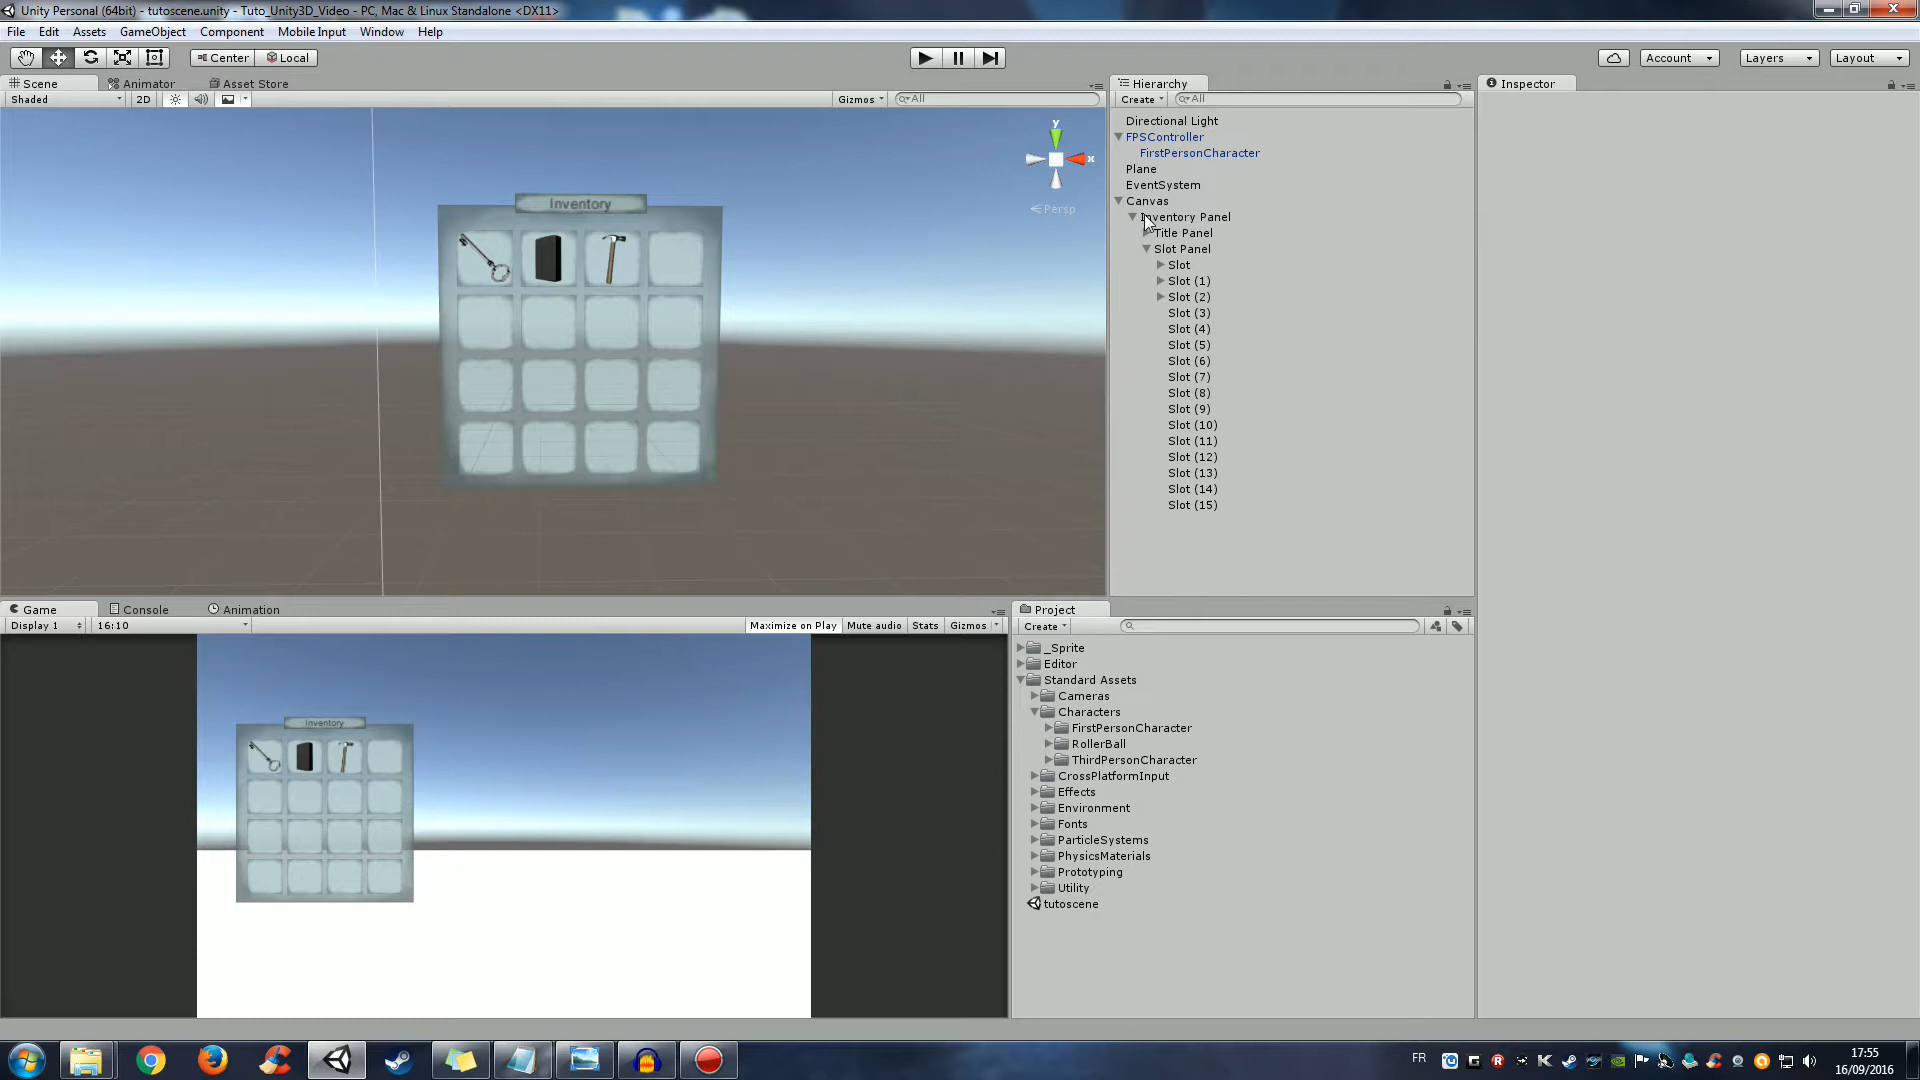 Unity Personal (64bit) - tutoscene.unity - Tuto_Unity3D_Video - PC, Mac & Linux Standalone <DX11>
File Edit Assets GameObject Component Mobile Input Window Help
Center Local Account Layers Layout
Scene Animator Asset Store
Shaded 2D Gizmos All
y
x
Persp
Inventory
Hierarchy
Create All
Directional Light
FPSController
FirstPersonCharacter
Plane
EventSystem
Canvas
Inventory Panel
Title Panel
Slot Panel
Slot
Slot (1)
Slot (2)
Slot (3)
Slot (4)
Slot (5)
Slot (6)
Slot (7)
Slot (8)
Slot (9)
Slot (10)
Slot (11)
Slot (12)
Slot (13)
Slot (14)
Slot (15)
Inspector
Game Console Animation
Display 1 16:10 Maximize on Play Mute audio Stats Gizmos
Inventory
Project
Create
_Sprite
Editor
Standard Assets
Cameras
Characters
FirstPersonCharacter
RollerBall
ThirdPersonCharacter
CrossPlatformInput
Effects
Environment
Fonts
ParticleSystems
PhysicsMaterials
Prototyping
Utility
tutoscene
FR
17:55
16/09/2016